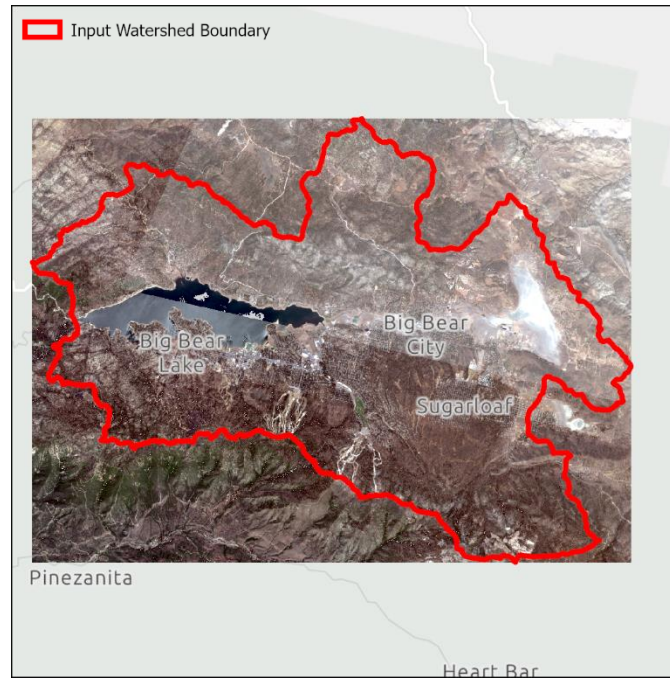 Input Watershed Boundary
Big Bear
Lake
Big Bear
City
Sugarloaf
Pinezanita
Heart Bar